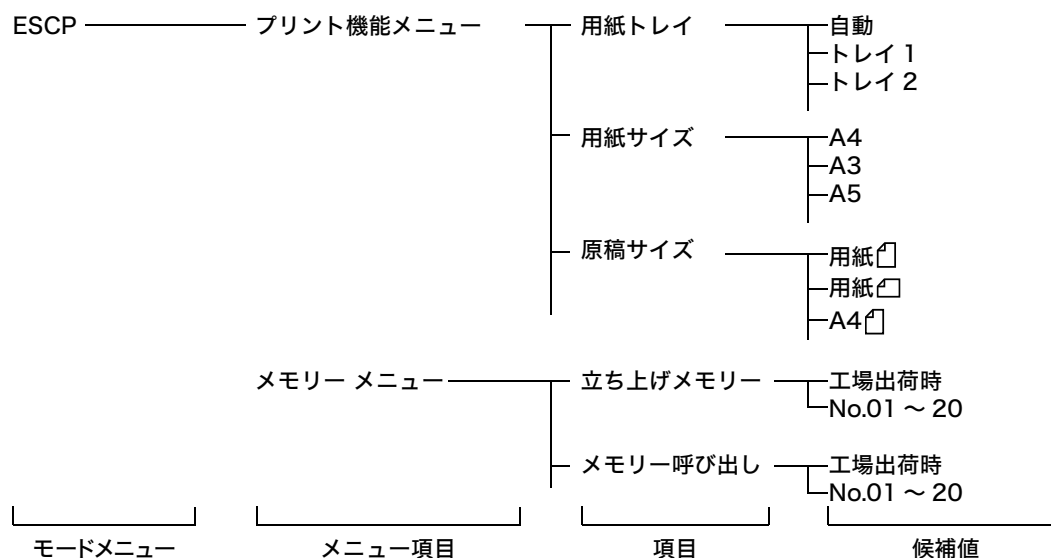 ESCP プリント機能メニュー 用紙トレイ 自動
トレイ 1
トレイ 2
用紙サイズ A4
A3
A5
原稿サイズ 用紙
用紙
A4
メモリー メニュー 立ち上げメモリー 工場出荷時
No.01 ～ 20
メモリー呼び出し 工場出荷時
No.01 ～ 20
モードメニュー メニュー項目 項目 候補値